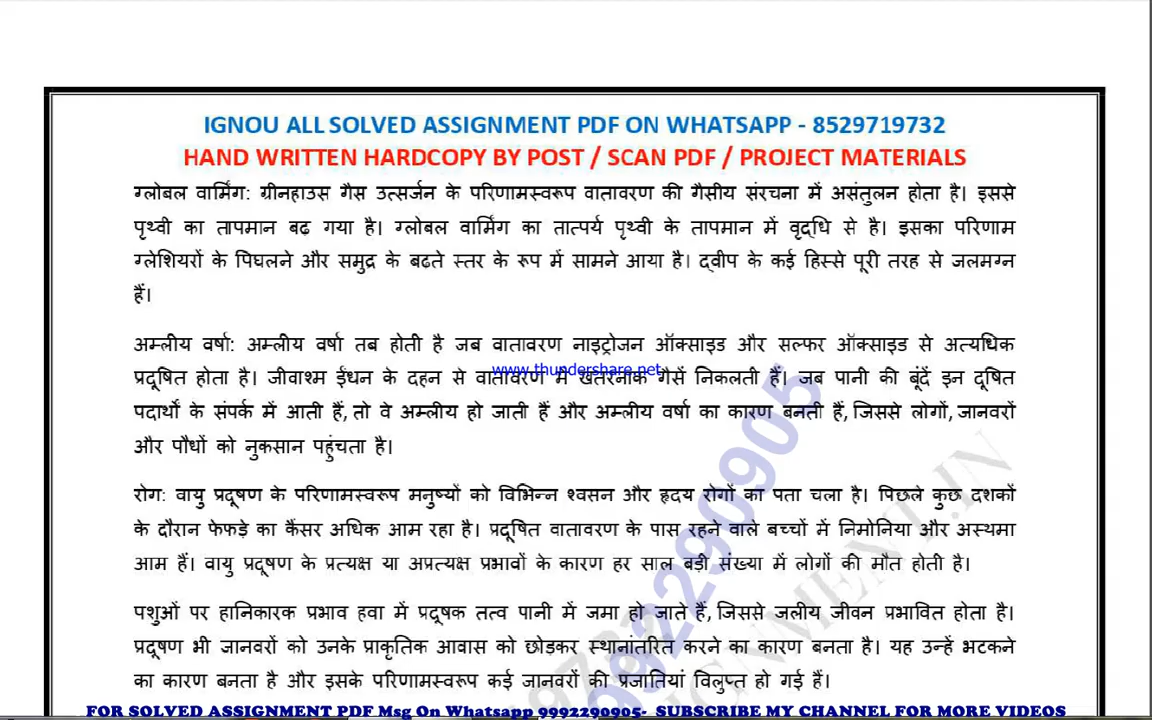 IGNOU ALL SOLVED ASSIGNMENT PDF ON WHATSAPP - 8529719732
HAND WRITTEN HARDCOPY BY POST / SCAN PDF / PROJECT MATERIALS
ग्लोबल वार्मिंग: ग्रीनहाउस गैस उत्सर्जन के परिणामस्वरूप वातावरण की गैसीय संरचना में असंतुलन होता है। इससे
पृथ्वी का तापमान बढ गया है। ग्लोबल वार्मिंग का तात्पर्य पृथ्वी के तापमान में वृद्धि से है। इसका परिणाम
ग्लेशियरों के पिघलने और समुद्र के बढते स्तर के रूप में सामने आया है। द्वीप के कई हिस्से पूरी तरह से जलमग्न
हैं।
अम्लीय वर्षा: अम्लीय वर्षा तब होती है जब वातावरण नाइट्रोजन ऑक्साइड और सल्फर ऑक्साइड से अत्यधिक
www.thundershare.net
प्रदूषित होता है। जीवाश्म ईंधन के दहन से वातावरण में खतरनाक गैसें निकलती हैं। जब पानी की बूंदें इन दूषित
पदार्थों के संपर्क में आती हैं, तो वे अम्लीय हो जाती हैं और अम्लीय वर्षा का कारण बनती हैं, जिससे लोगों, जानवरों
और पौधों को नुकसान पहुंचता है।
रोग: वायु प्रदूषण के परिणामस्वरूप मनुष्यों को विभिन्न श्वसन और हृदय रोगों का पता चला है। पिछले कुछ दशकों
के दौरान फेफड़े का कैंसर अधिक आम रहा है। प्रदूषित वातावरण के पास रहने वाले बच्चों में निमोनिया और अस्थमा
आम हैं। वायु प्रदूषण के प्रत्यक्ष या अप्रत्यक्ष प्रभावों के कारण हर साल बड़ी संख्या में लोगों की मौत होती है।
पशुओं पर हानिकारक प्रभाव हवा में प्रदूषक तत्व पानी में जमा हो जाते हैं, जिससे जलीय जीवन प्रभावित होता है।
प्रदूषण भी जानवरों को उनके प्राकृतिक आवास को छोड़कर स्थानांतरित करने का कारण बनता है। यह उन्हें भटकने
का कारण बनता है और इसके परिणामस्वरूप कई जानवरों की प्रजातियां विलुप्त हो गई हैं।
9992290905
IGNMENT.IN
FOR SOLVED ASSIGNMENT PDF Msg On Whatsapp 9992290905- SUBSCRIBE MY CHANNEL FOR MORE VIDEOS